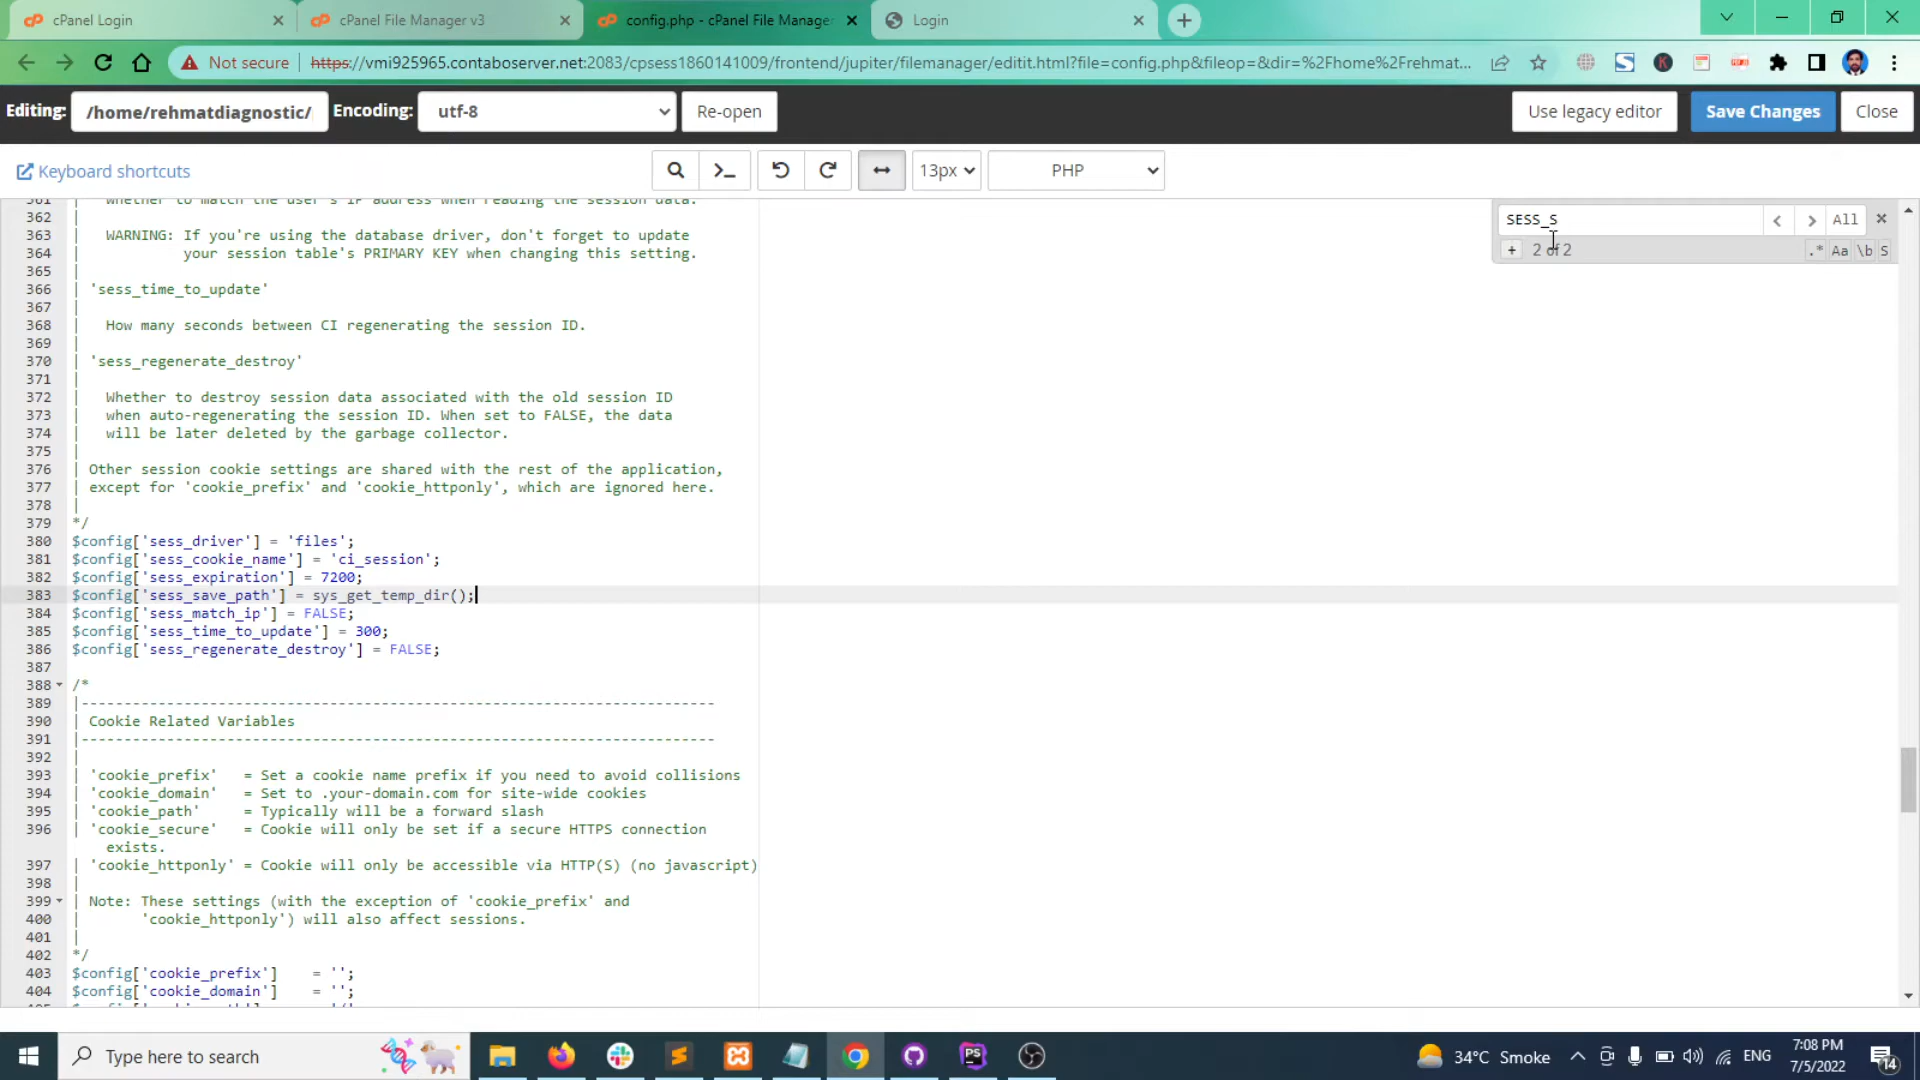 cPanel Login
cPanel File Manager v3
config.php - cPanel File Manager
Login
Not secure
https://vmi925965.contaboserver.net:2083/cpsess1860141009/frontend/jupiter/filemanager/editit.html?file=config.php&fileop=&dir=%2Fhome%2Frehmat...
Editing:
/home/rehmatdiagnostic/
Encoding:
utf-8
Re-open
Use legacy editor
Save Changes
Close
Keyboard shortcuts
13px
PHP
SESS_S
All
+
2 of 2
.*
Aa
\b
S
361 whether to match the user's IP address when reading the session data.
362 |
363 | WARNING: If you're using the database driver, don't forget to update
364 | your session table's PRIMARY KEY when changing this setting.
365 |
366 | 'sess_time_to_update'
367 |
368 | How many seconds between CI regenerating the session ID.
369 |
370 | 'sess_regenerate_destroy'
371 |
372 | Whether to destroy session data associated with the old session ID
373 | when auto-regenerating the session ID. When set to FALSE, the data
374 | will be later deleted by the garbage collector.
375 |
376 | Other session cookie settings are shared with the rest of the application,
377 | except for 'cookie_prefix' and 'cookie_httponly', which are ignored here.
378 |
379 */
380 $config['sess_driver'] = 'files';
381 $config['sess_cookie_name'] = 'ci_session';
382 $config['sess_expiration'] = 7200;
383 $config['sess_save_path'] = sys_get_temp_dir();
384 $config['sess_match_ip'] = FALSE;
385 $config['sess_time_to_update'] = 300;
386 $config['sess_regenerate_destroy'] = FALSE;
387
388 /*
389 |--------------------------------------------------------------------------
390 | Cookie Related Variables
391 |--------------------------------------------------------------------------
392 |
393 | 'cookie_prefix'   = Set a cookie name prefix if you need to avoid collisions
394 | 'cookie_domain'   = Set to .your-domain.com for site-wide cookies
395 | 'cookie_path'     = Typically will be a forward slash
396 | 'cookie_secure'   = Cookie will only be set if a secure HTTPS connection
exists.
397 | 'cookie_httponly' = Cookie will only be accessible via HTTP(S) (no javascript)
398 |
399 | Note: These settings (with the exception of 'cookie_prefix' and
400 | 'cookie_httponly') will also affect sessions.
401 |
402 */
403 $config['cookie_prefix']    = '';
404 $config['cookie_domain']    = '';
Type here to search
34°C Smoke
ENG
7:08 PM
7/5/2022
14